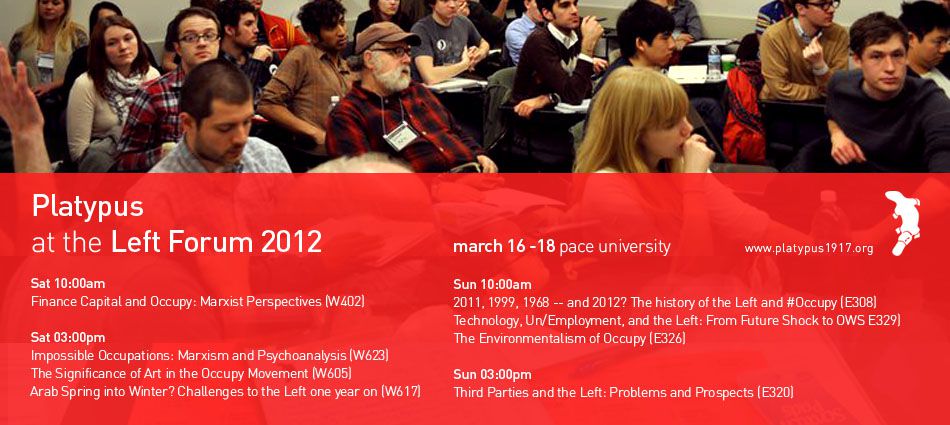 Platypus
at the Left Forum 2012
march 16 -18 pace university
www.platypus1917.org
Sat 10:00am
Finance Capital and Occupy: Marxist Perspectives (W402)
Sat 03:00pm
Impossible Occupations: Marxism and Psychoanalysis (W623)
The Significance of Art in the Occupy Movement (W605)
Arab Spring into Winter? Challenges to the Left one year on (W617)
Sun 10:00am
2011, 1999, 1968 -- and 2012? The history of the Left and #Occupy (E308)
Technology, Un/Employment, and the Left: From Future Shock to OWS E329)
The Environmentalism of Occupy (E326)
Sun 03:00pm
Third Parties and the Left: Problems and Prospects (E320)